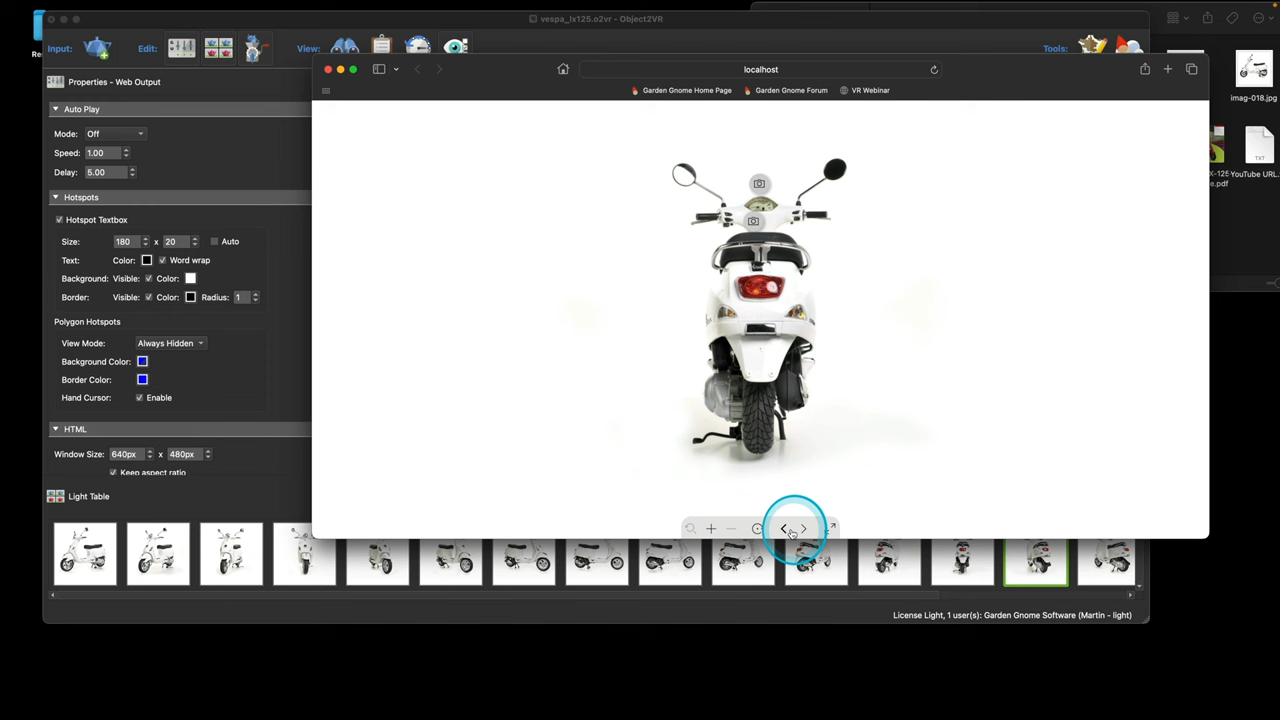 vespa_lx125.o2vr - Object2VR
Input:
Edit:
View:
Tools:
Properties - Web Output
localhost
Garden Gnome Home Page
Garden Gnome Forum
VR Webinar
imag-018.jpg
Auto Play
Mode: Off
Speed: 1.00
Delay: 5.00
TXT
X-125
YouTube URL.
e.pdf
Hotspots
Hotspot Textbox
Size: 180 x 20 Auto
Text: Color: Word wrap
Background: Visible: Color:
Border: Visible: Color: Radius: 1
Polygon Hotspots
View Mode: Always Hidden
Background Color:
Border Color:
Hand Cursor: Enable
HTML
Window Size: 640px x 480px
Keep aspect ratio
Light Table
License Light, 1 user(s): Garden Gnome Software (Martin - light)